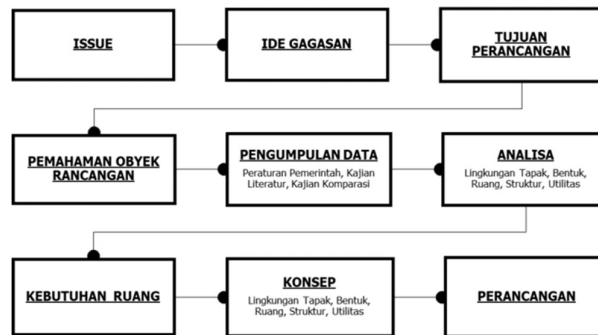 ISSUE
IDE GAGASAN
TUJUAN
PERANCANGAN
PEMAHAMAN OBYEK
RANCANGAN
PENGUMPULAN DATA
Peraturan Pemerintah, Kajian
Literatur, Kajian Komparasi
ANALISA
Lingkungan Tapak, Bentuk,
Ruang, Struktur, Utilitas
KEBUTUHAN RUANG
KONSEP
Lingkungan Tapak, Bentuk,
Ruang, Struktur, Utilitas
PERANCANGAN